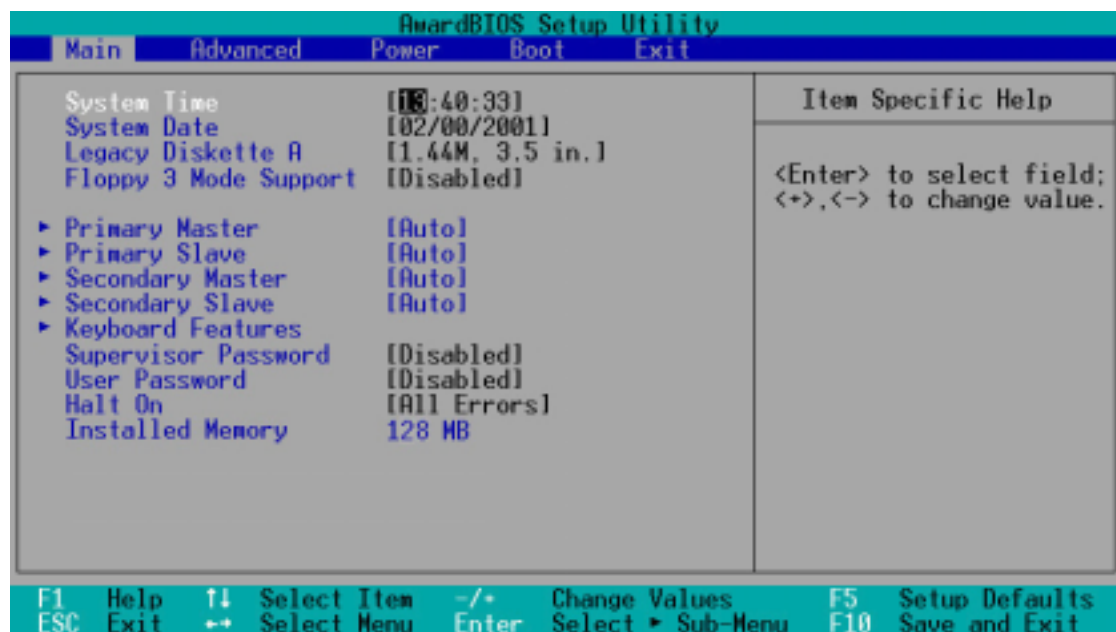 AwardBIOS Setup Utility
Main Advanced Power Boot Exit
System Time [13:40:33]
System Date [02/00/2001]
Legacy Diskette A [1.44M, 3.5 in.]
Floppy 3 Mode Support [Disabled]
▸ Primary Master [Auto]
▸ Primary Slave [Auto]
▸ Secondary Master [Auto]
▸ Secondary Slave [Auto]
▸ Keyboard Features
Supervisor Password [Disabled]
User Password [Disabled]
Halt On [All Errors]
Installed Memory 128 MB
Item Specific Help
<Enter> to select field;
<+>,<-> to change value.
F1 Help ↑↓ Select Item -/+ Change Values F5 Setup Defaults
ESC Exit ←→ Select Menu Enter Select ▸ Sub-Menu F10 Save and Exit